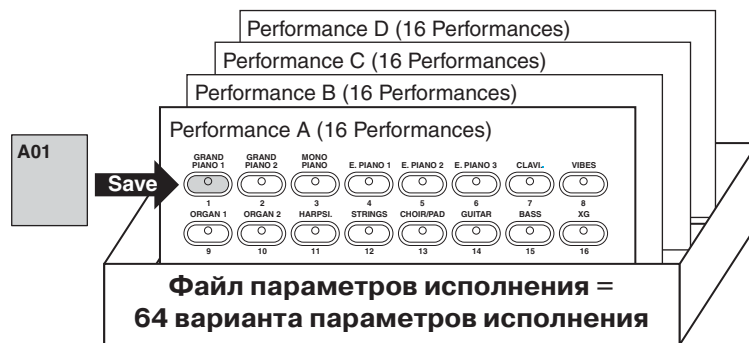 Performance D (16 Performances)
Performance C (16 Performances)
Performance B (16 Performances)
Performance A (16 Performances)
A01
Save
GRAND PIANO 1
GRAND PIANO 2
MONO PIANO
E. PIANO 1
E. PIANO 2
E. PIANO 3
CLAVI.
VIBES
1 2 3 4 5 6 7 8
ORGAN 1
ORGAN 2
HARPSI.
STRINGS
CHOIR/PAD
GUITAR
BASS
XG
9 10 11 12 13 14 15 16
Файл параметров исполнения =
64 варианта параметров исполнения